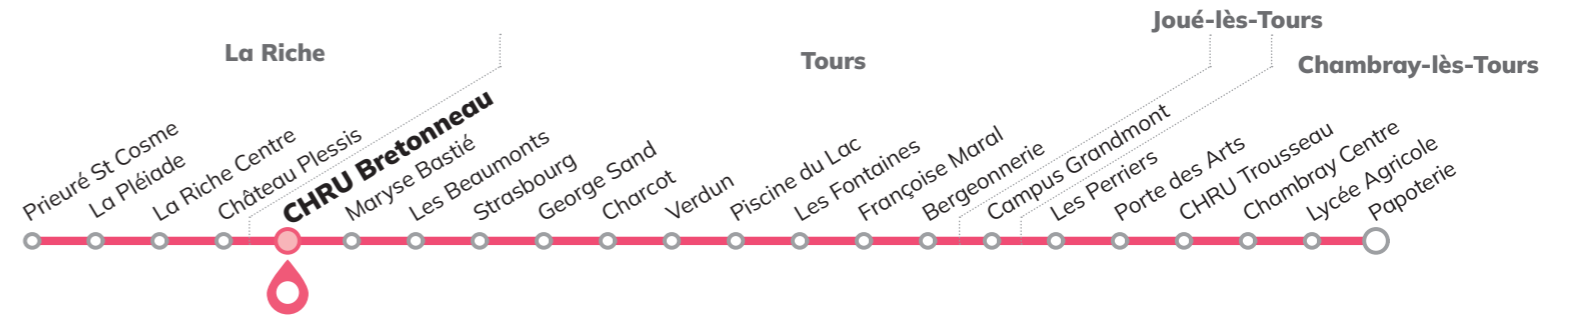 La Riche
Tours
Joué-lès-Tours
Chambray-lès-Tours
Prieuré St Cosme
La Pléiade
La Riche Centre
Château Plessis
CHRU Bretonneau
Maryse Bastié
Les Beaumonts
Strasbourg
George Sand
Charcot
Verdun
Piscine du Lac
Les Fontaines
Françoise Maral
Bergeonnerie
Campus Grandmont
Les Perriers
Porte des Arts
CHRU Trousseau
Chambray Centre
Lycée Agricole
Papoterie